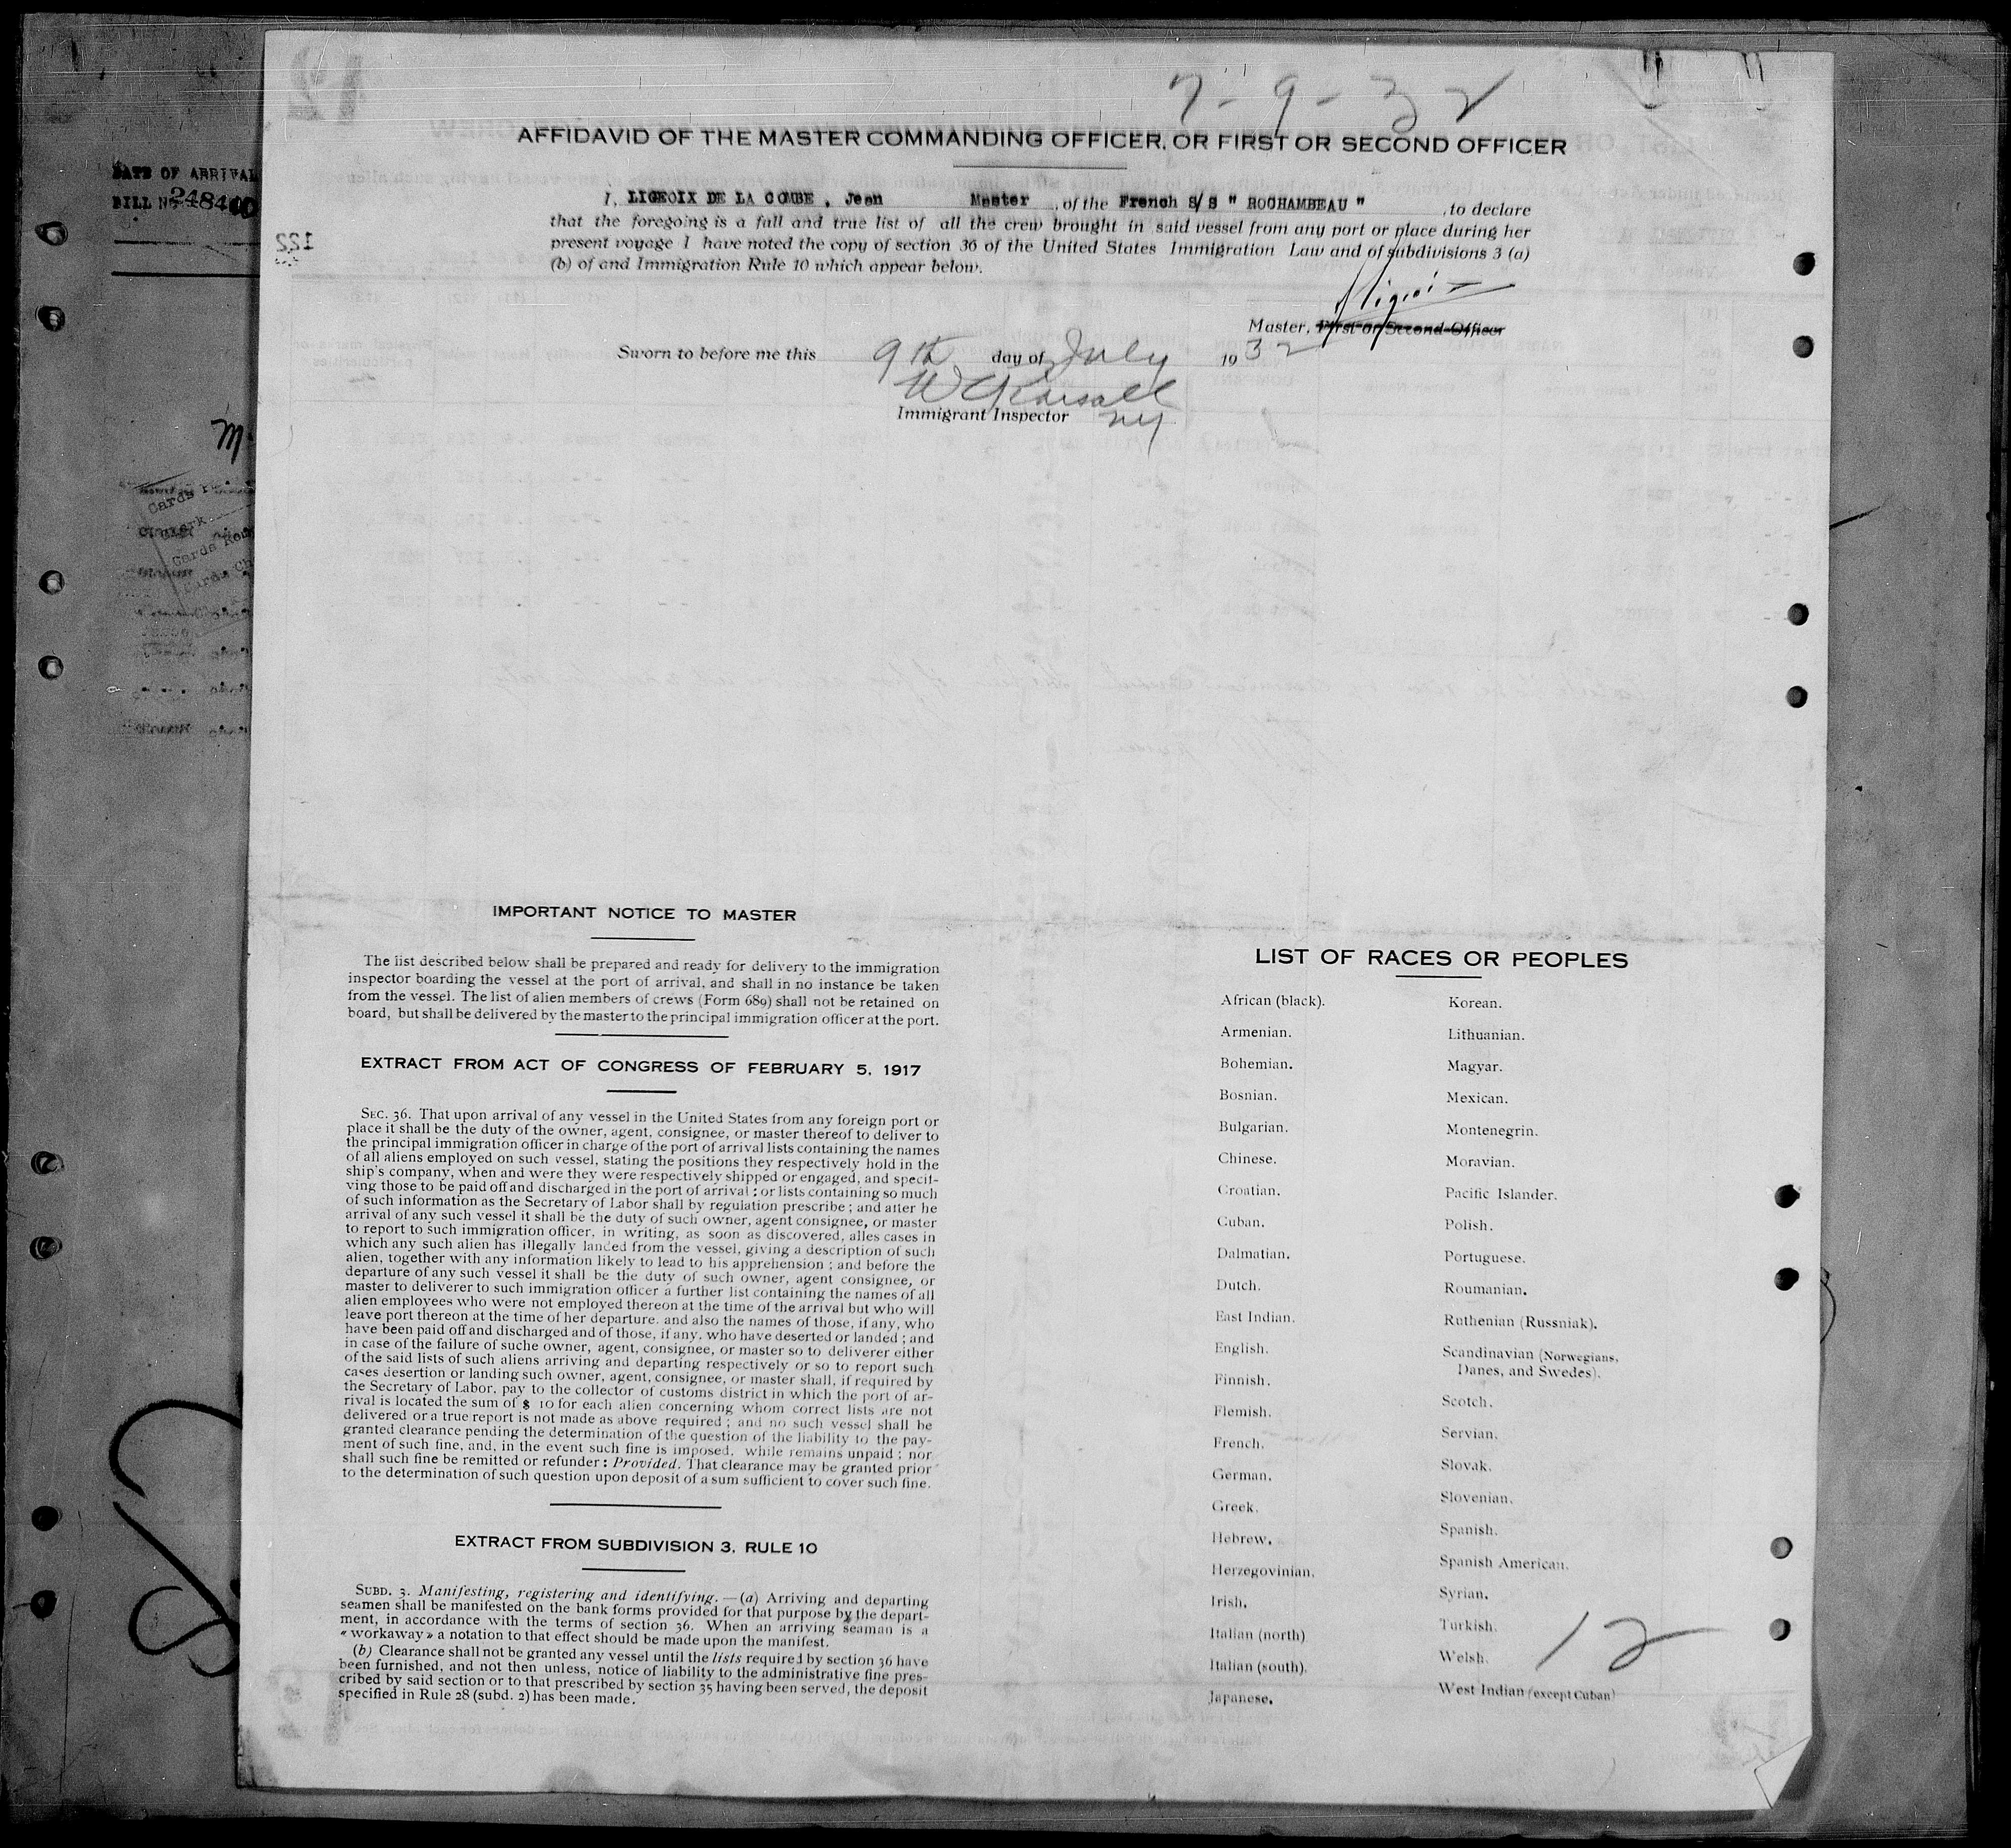 7-9-32
AFFIDAVID OF THE MASTER COMMANDING OFFICER, OR FIRST OR SECOND OFFICER
DATE OF ARRIVAL
BILL No
I, LIGEOIX DE LA COMBE, Jean Master, of the French S/S " ROCHAMBEAU ", to declare
that the foregoing is a fall and true list of all the crew brought in said vessel from any port or place during her
present voyage I have noted the copy of section 36 of the United States Immigration Law and of subdivisions 3 (a)
(b) of and Immigration Rule 10 which appear below.
122
Master, First or Second Officer
Sworn to before me this 9th day of July 1932
Immigrant Inspector NY
IMPORTANT NOTICE TO MASTER
The list described below shall be prepared and ready for delivery to the immigration
inspector boarding the vessel at the port of arrival, and shall in no instance be taken
from the vessel. The list of alien members of crews (Form 689) shall not be retained on
board, but shall be delivered by the master to the principal immigration officer at the port.
EXTRACT FROM ACT OF CONGRESS OF FEBRUARY 5, 1917
SEC. 36. That upon arrival of any vessel in the United States from any foreign port or
place it shall be the duty of the owner, agent, consignee, or master thereof to deliver to
the principal immigration officer in charge of the port of arrival lists containing the names
of all aliens employed on such vessel, stating the positions they respectively hold in the
ship's company, when and were they were respectively shipped or engaged, and specif-
ving those to be paid off and discharged in the port of arrival; or lists containing so much
of such information as the Secretary of Labor shall by regulation prescribe; and after he
arrival of any such vessel it shall be the duty of such owner, agent consignee, or master
to report to such immigration officer, in writing, as soon as discovered, alles cases in
which any such alien has illegally landed from the vessel, giving a description of such
alien, together with any information likely to lead to his apprehension; and before the
departure of any such vessel it shall be the duty of such owner, agent consignee, or
master to deliverer to such immigration officer a further list containing the names of all
alien employees who were not employed thereon at the time of the arrival but who will
leave port thereon at the time of her departure. and also the names of those, if any, who
have been paid off and discharged and of those, if any, who have deserted or landed; and
in case of the failure of suche owner, agent, consignee, or master so to deliverer either
of the said lists of such aliens arriving and departing respectively or so to report such
cases desertion or landing such owner, agent, consignee, or master shall, if required by
the Secretary of Labor, pay to the collector of customs district in which the port of ar-
rival is located the sum of $ 10 for each alien concerning whom correct lists are not
delivered or a true report is not made as above required; and no such vessel shall be
granted clearance pending the determination of the question of the liability to the pay-
ment of such fine, and, in the event such fine is imposed, while remains unpaid; nor
shall such fine be remitted or refunder: Provided. That clearance may be granted prior
to the determination of such question upon deposit of a sum sufficient to cover such fine.
EXTRACT FROM SUBDIVISION 3, RULE 10
SUBD. 3. Manifesting, registering and identifying. — (a) Arriving and departing
seamen shall be manifested on the bank forms provided for that purpose by the depart-
ment, in accordance with the terms of section 36. When an arriving seaman is a
« workaway » a notation to that effect should be made upon the manifest.
(b) Clearance shall not be granted any vessel until the lists required by section 36 have
been furnished, and not then unless, notice of liability to the administrative fine pres-
cribed by said section or to that prescribed by section 35 having been served, the deposit
specified in Rule 28 (subd. 2) has been made.
LIST OF RACES OR PEOPLES
African (black).
Armenian.
Bohemian.
Bosnian.
Bulgarian.
Chinese.
Croatian.
Cuban.
Dalmatian.
Dutch.
East Indian.
English.
Finnish.
Flemish.
French.
German.
Greek.
Hebrew.
Herzegovinian.
Irish.
Italian (north)
Italian (south).
Japanese.
Korean.
Lithuanian.
Magyar.
Mexican.
Montenegrin.
Moravian.
Pacific Islander.
Polish.
Portuguese.
Roumanian.
Ruthenian (Russniak).
Scandinavian (Norwegians,
Danes, and Swedes).
Scotch.
Servian.
Slovak.
Slovenian.
Spanish.
Spanish American.
Syrian.
Turkish.
Welsh.
West Indian (except Cuban)
12